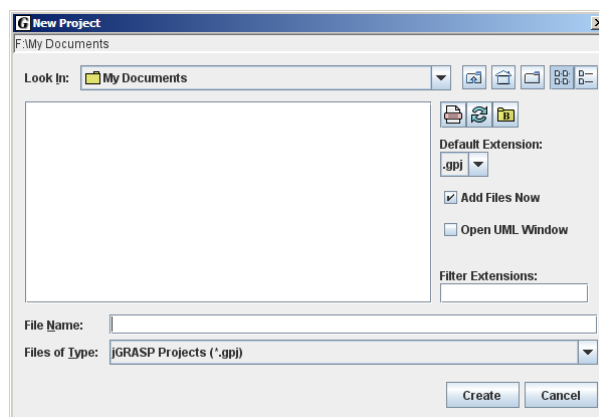 G New Project
F:\My Documents
Look In: My Documents
B
Default Extension:
.gpj
Add Files Now
Open UML Window
Filter Extensions:
File Name:
Files of Type: jGRASP Projects (*.gpj)
Create Cancel